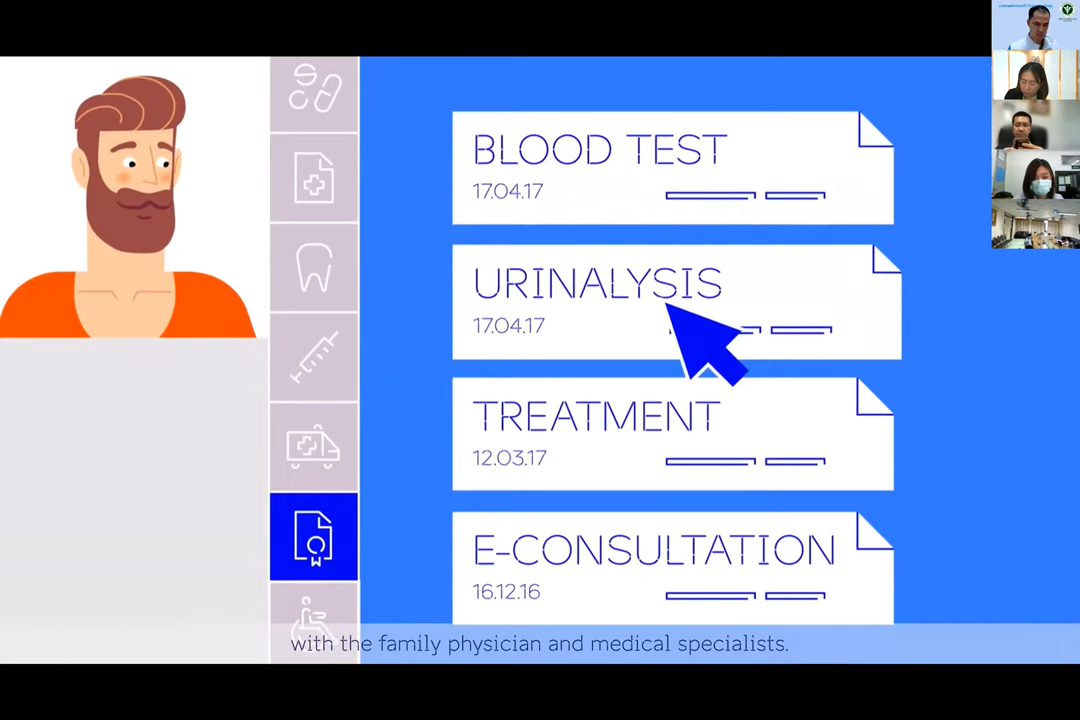 BLOOD TEST
17.04.17
URINALYSIS
17.04.17
TREATMENT
12.03.17
E-CONSULTATION
16.12.16
with the family physician and medical specialists.